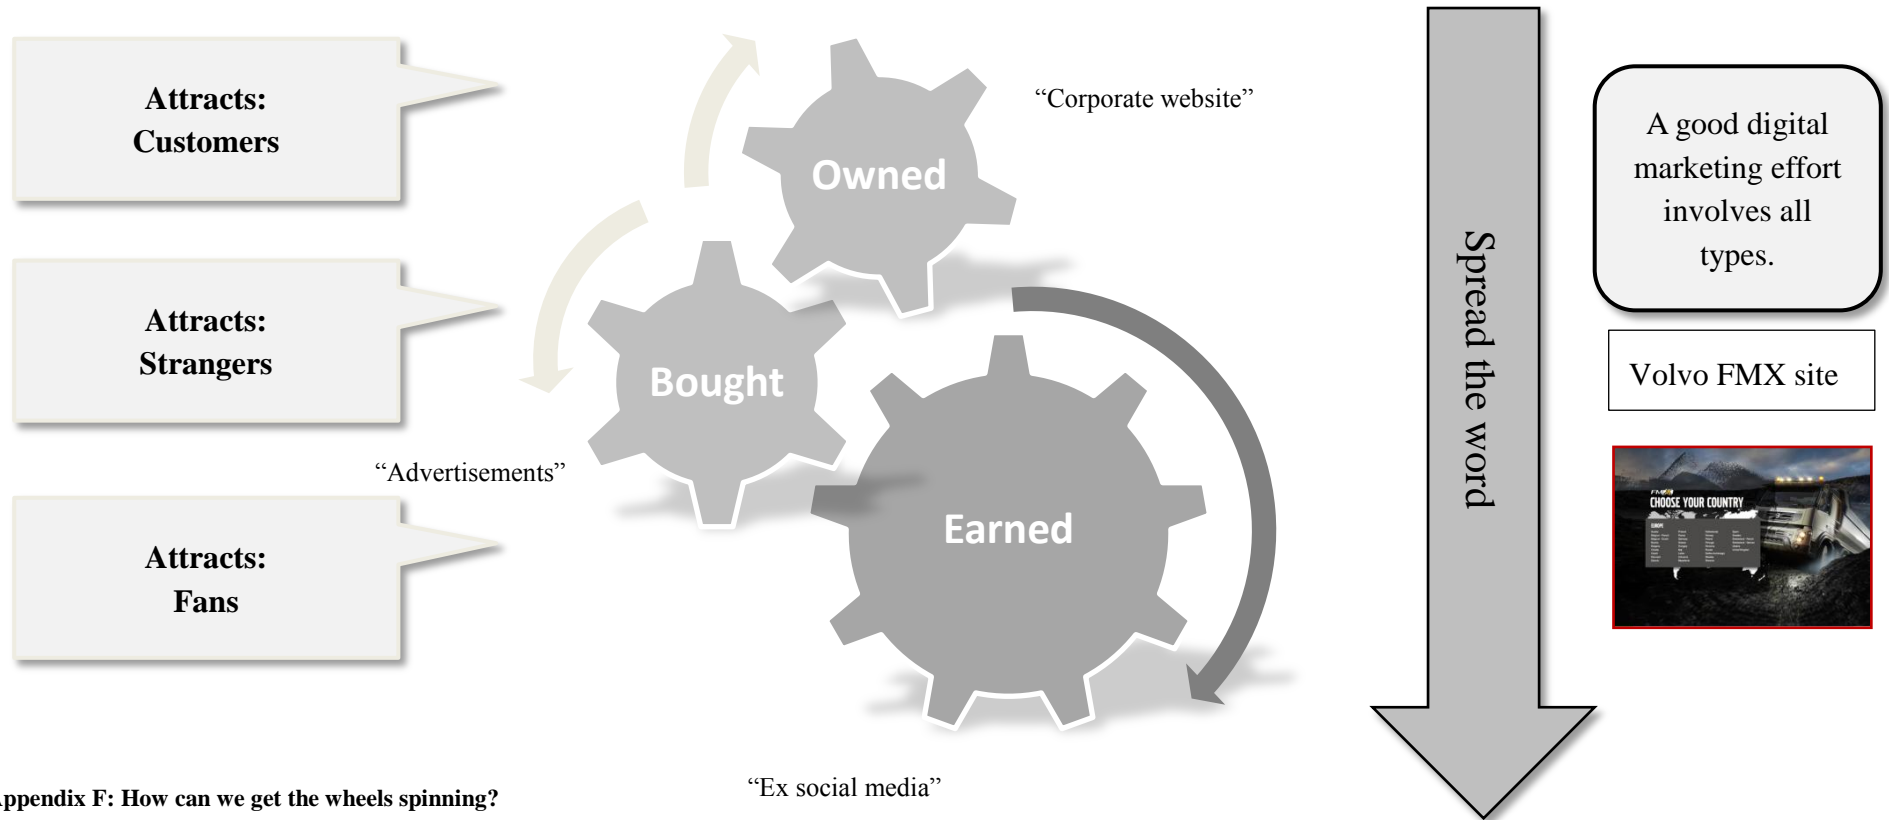 Attracts:
Customers
Attracts:
Strangers
Attracts:
Fans
Owned
Bought
Earned
“Corporate website”
“Advertisements”
“Ex social media”
Spread the word
A good digital
marketing effort
involves all
types.
Volvo FMX site
FMX
CHOOSE YOUR COUNTRY
EUROPE
Appendix F: How can we get the wheels spinning?